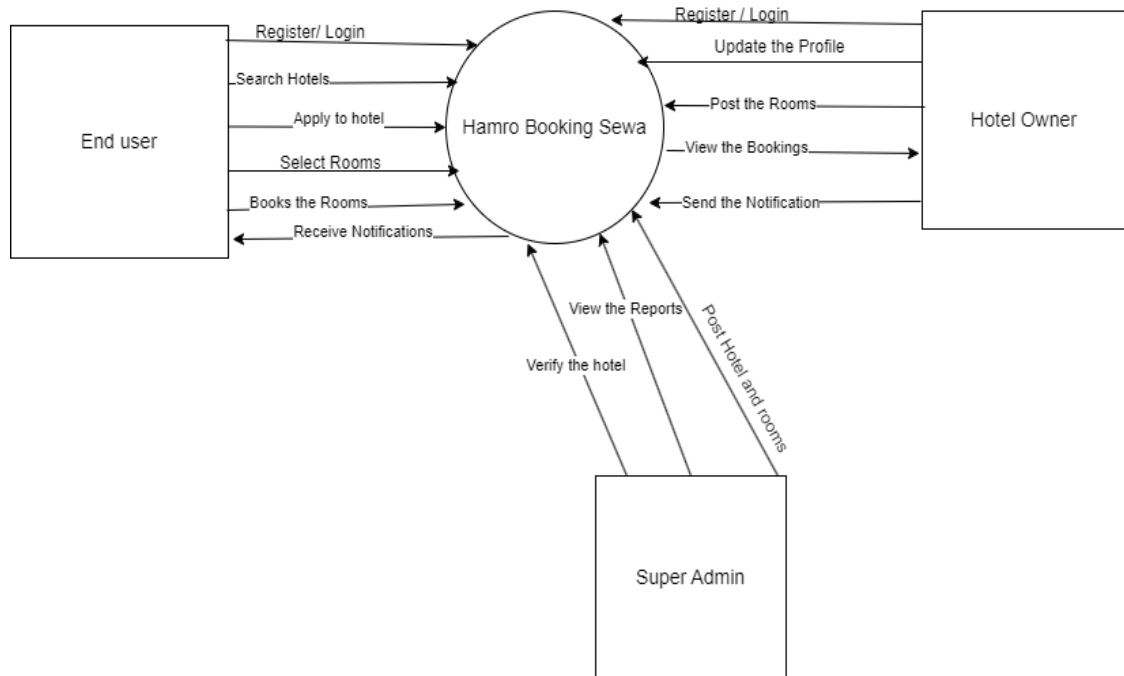 Register/ Login
Search Hotels
Apply to hotel
Select Rooms
Books the Rooms
Receive Notifications
End user
Hamro Booking Sewa
Register / Login
Update the Profile
Post the Rooms
View the Bookings
Send the Notification
Hotel Owner
View the Reports
Verify the hotel
Post Hotel and rooms
Super Admin